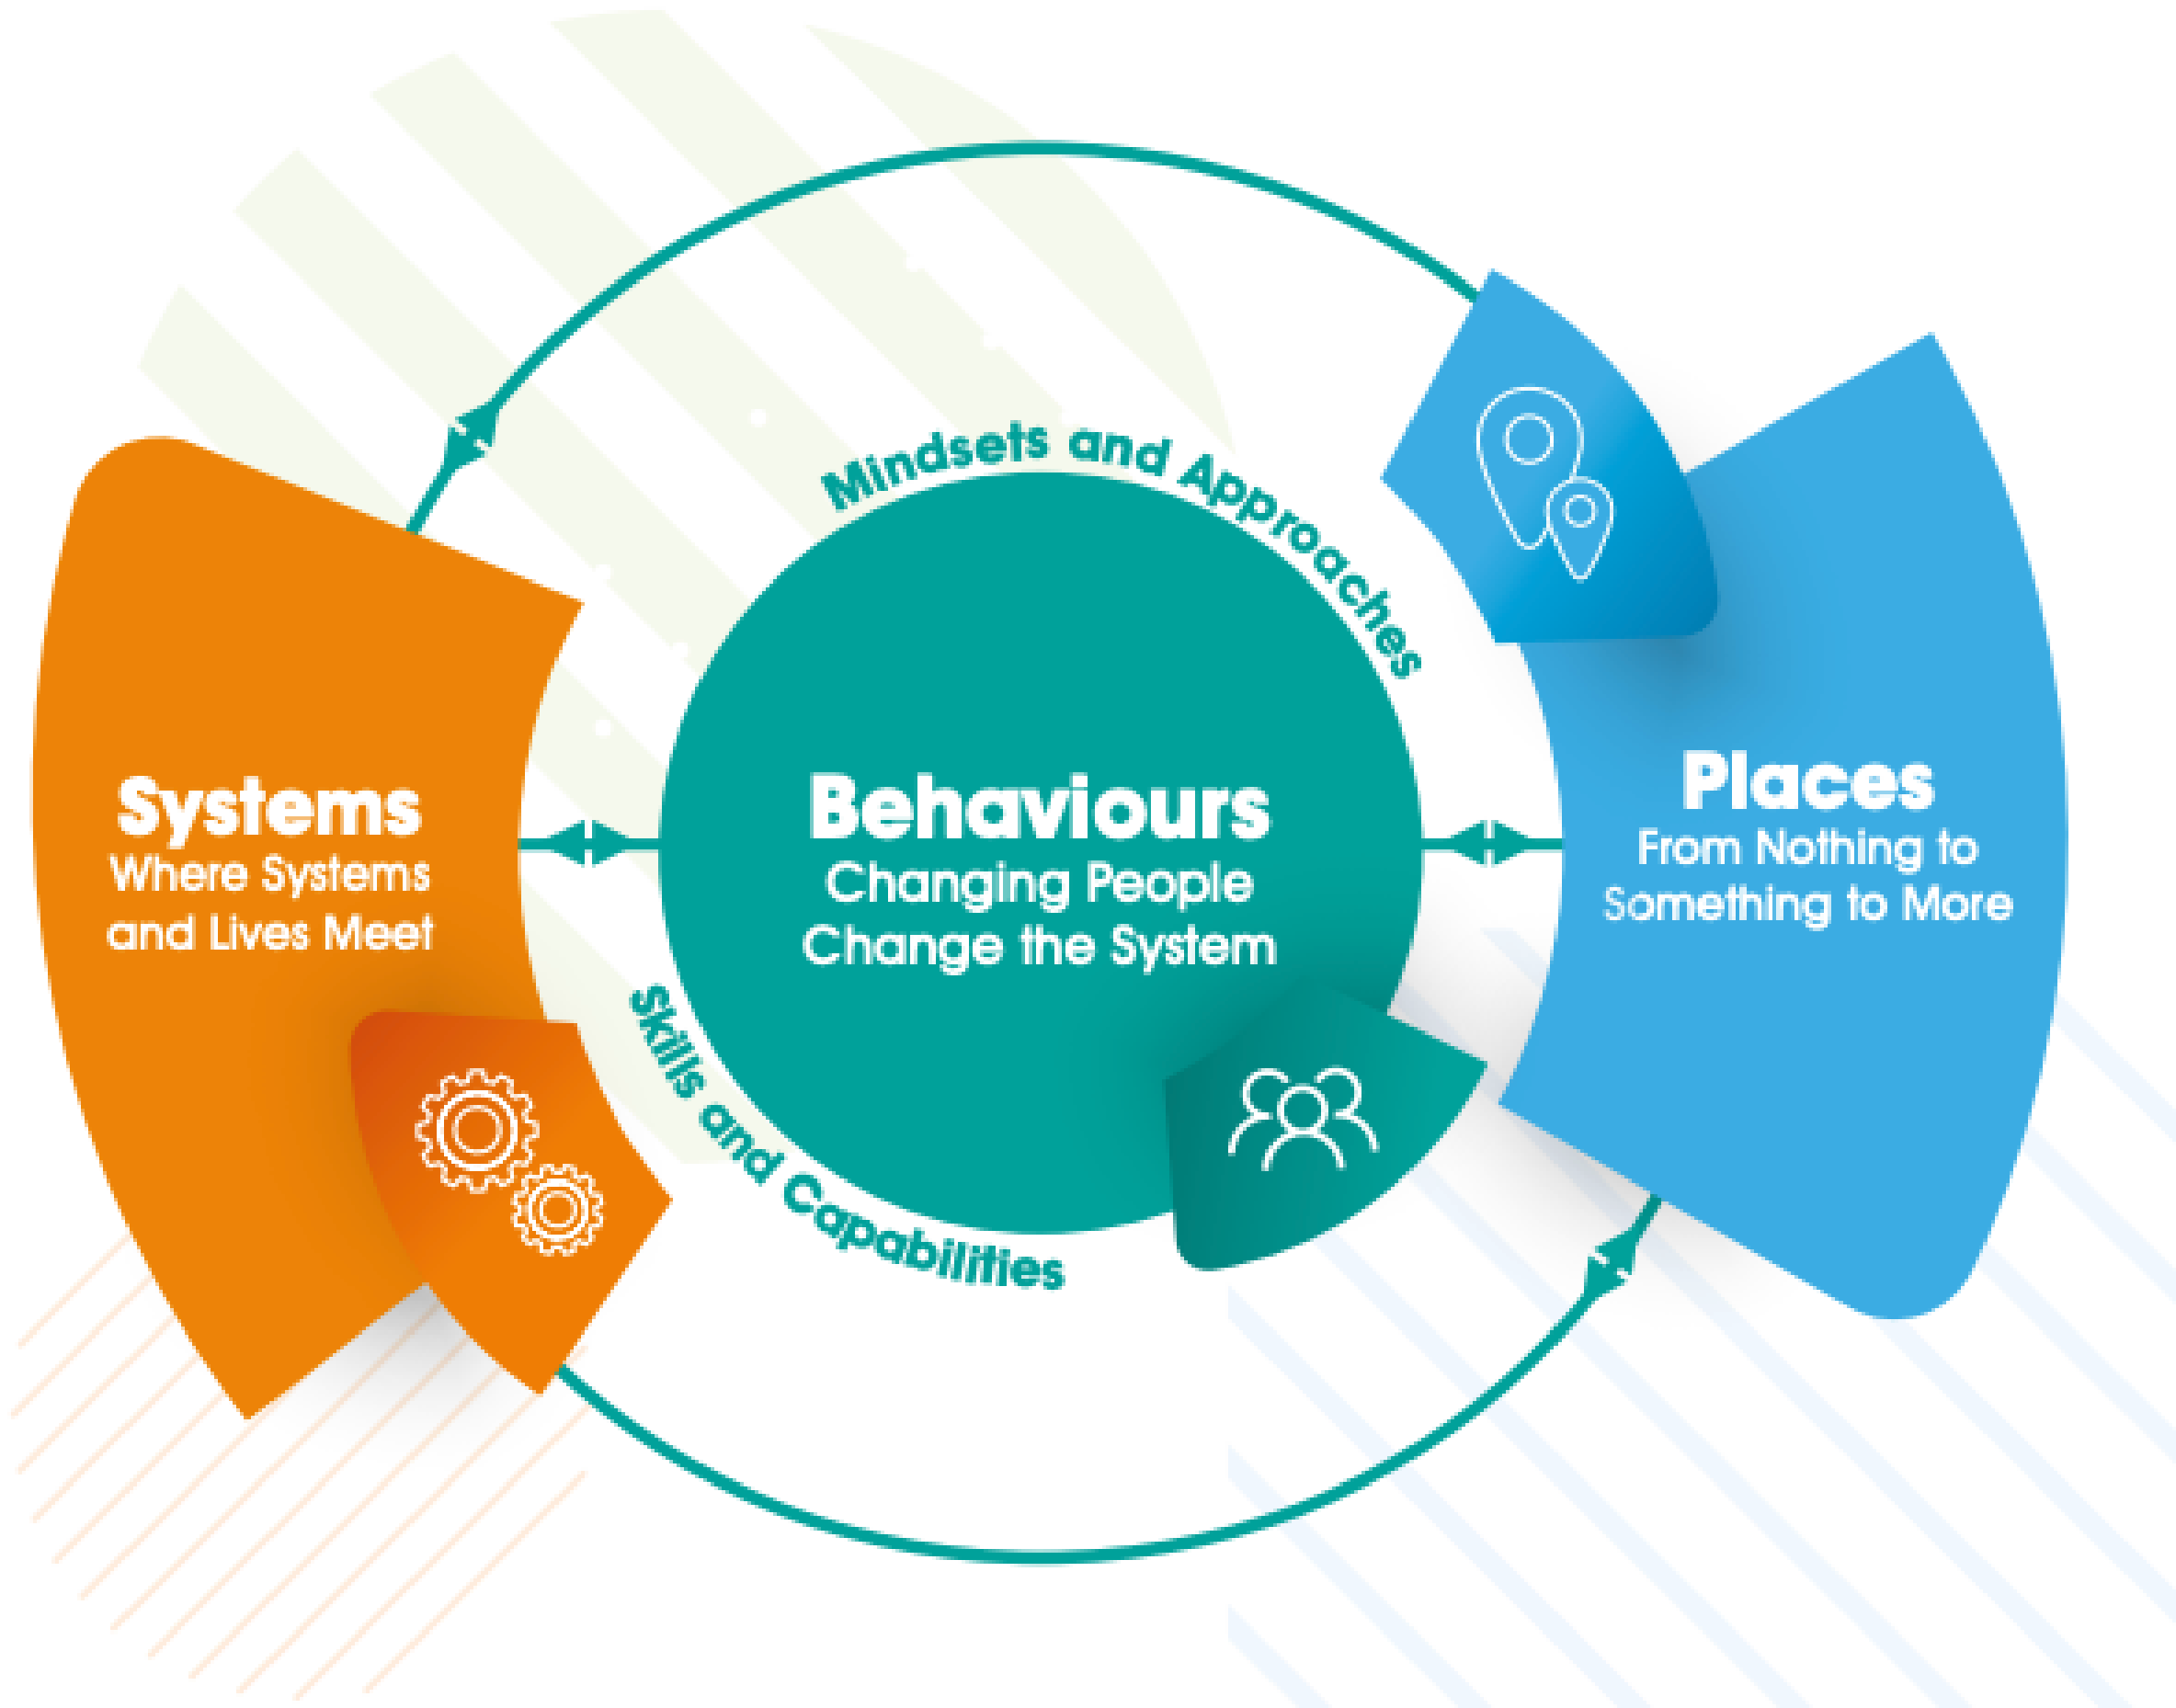 Mindsets and Approaches
Systems
Where Systems
and Lives Meet
Behaviours
Changing People
Change the System
Places
From Nothing to
Something to More
Skills and Capabilities